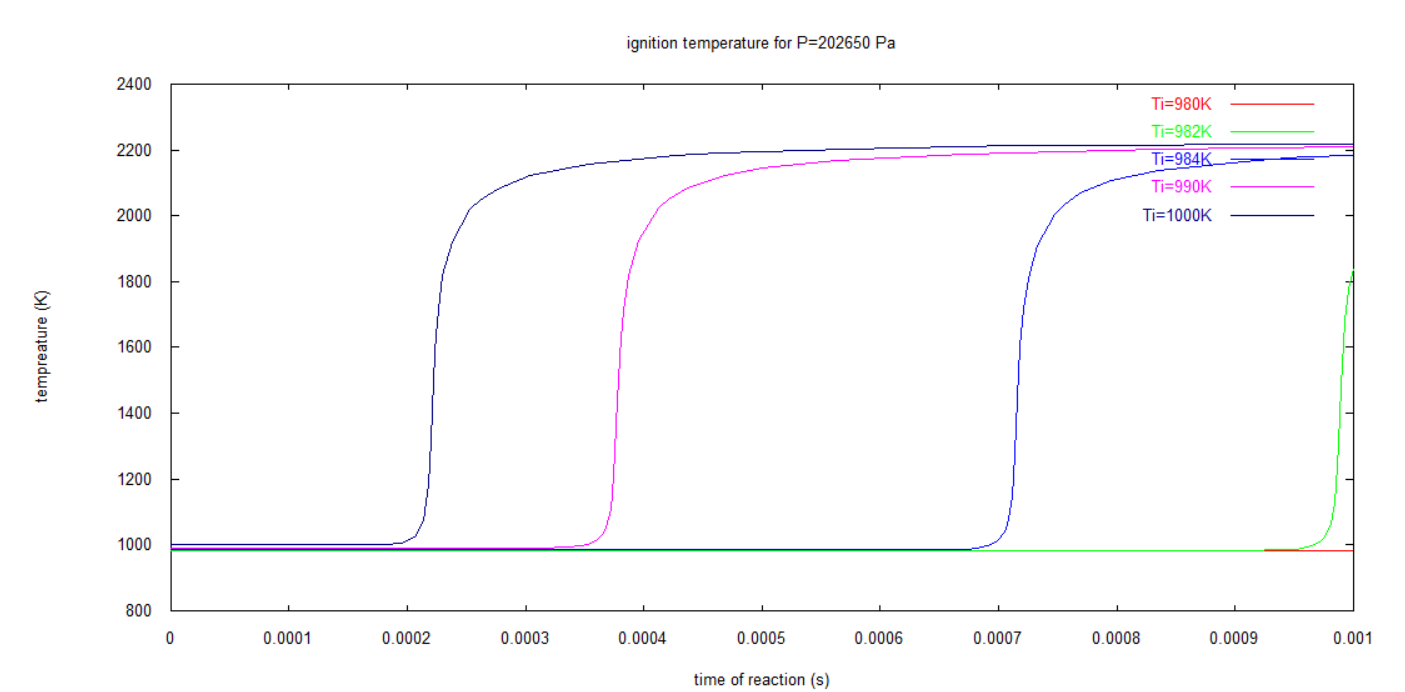 ignition temperature for P=202650 Pa
2400
2200
2000
1800
1600
1400
1200
1000
800
tempreature (K)
Ti=980K
Ti=982K
Ti=984K
Ti=990K
Ti=1000K
0 0.0001 0.0002 0.0003 0.0004 0.0005 0.0006 0.0007 0.0008 0.0009 0.001
time of reaction (s)